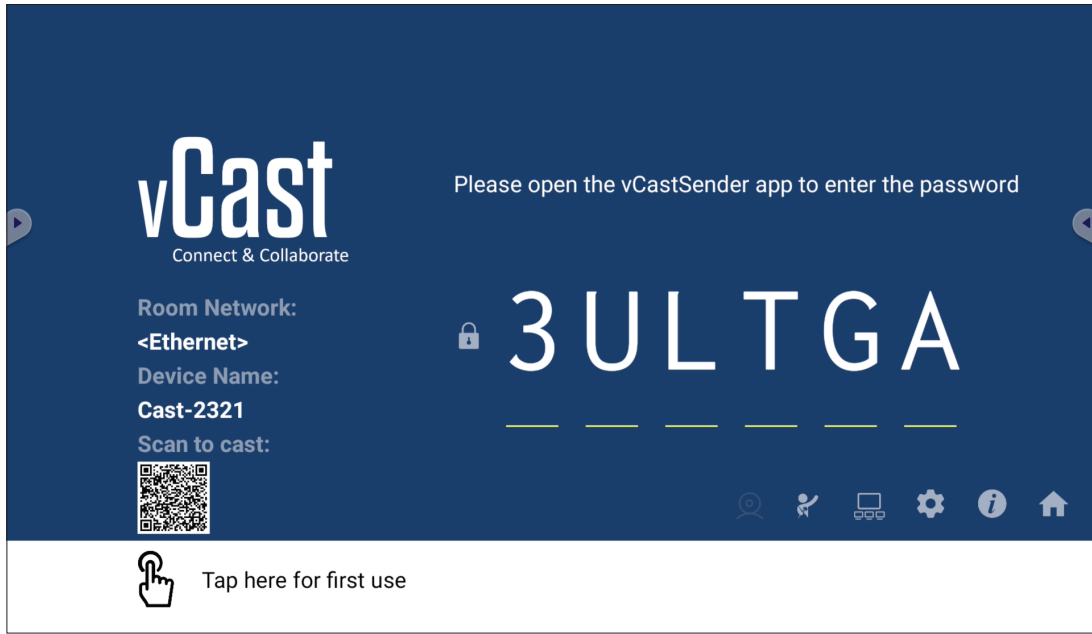 vCast
Connect & Collaborate
Please open the vCastSender app to enter the password
Room Network:
<Ethernet>
Device Name:
Cast-2321
Scan to cast:
3ULTGA
Tap here for first use